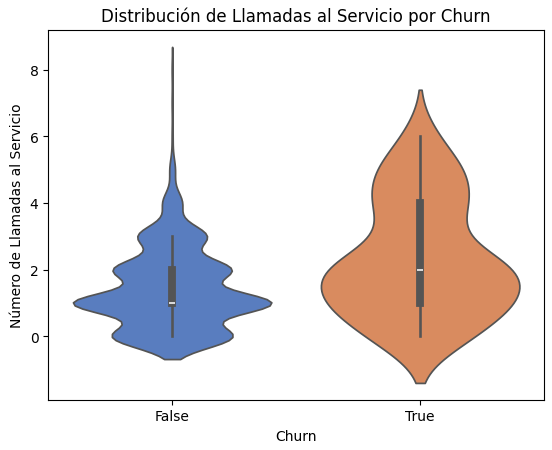 Distribución de Llamadas al Servicio por Churn
Número de Llamadas al Servicio
8
6
4
2
0
False
True
Churn